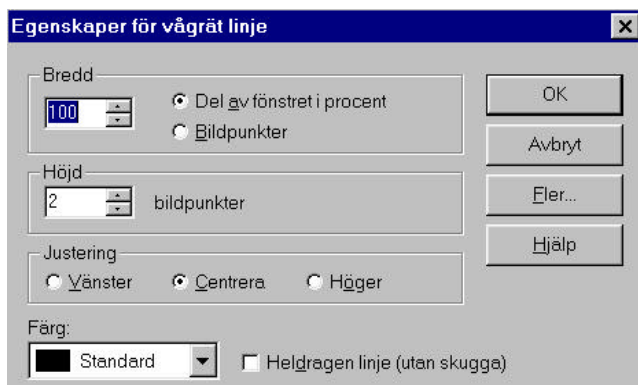 Egenskaper för vågrät linje
Bredd
100
Del av fönstret i procent
Bildpunkter
Höjd
2
bildpunkter
Justering
Vänster
Centrera
Höger
Färg:
Standard
Heldragen linje (utan skugga)
OK
Avbryt
Fler...
Hjälp